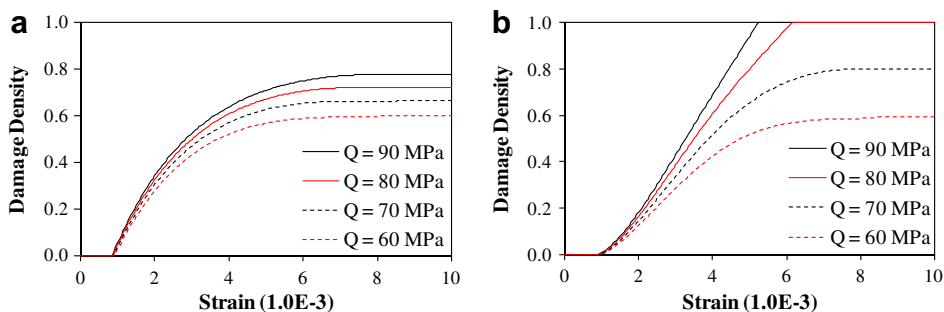 a
1.0
0.8
0.6
0.4
0.2
0.0
Damage Density
Q = 90 MPa
Q = 80 MPa
Q = 70 MPa
Q = 60 MPa
0 2 4 6 8 10
Strain (1.0E-3)
b
1.0
0.8
0.6
0.4
0.2
0.0
Damage Density
Q = 90 MPa
Q = 80 MPa
Q = 70 MPa
Q = 60 MPa
0 2 4 6 8 10
Strain (1.0E-3)